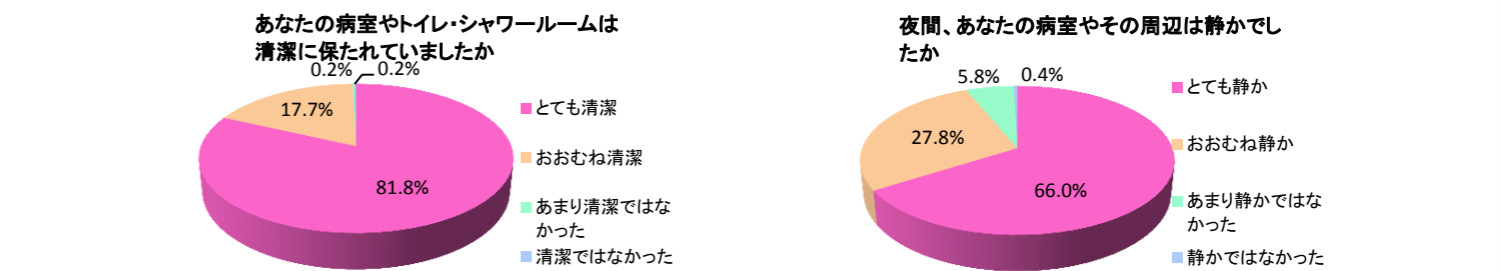 あなたの病室やトイレ・シャワールームは
清潔に保たれていましたか
0.2%
0.2%
17.7%
81.8%
とても清潔
おおむね清潔
あまり清潔ではな
かった
清潔ではなかった
夜間、あなたの病室やその周辺は静かでし
たか
5.8%
0.4%
27.8%
66.0%
とても静か
おおむね静か
あまり静かではな
かった
静かではなかった